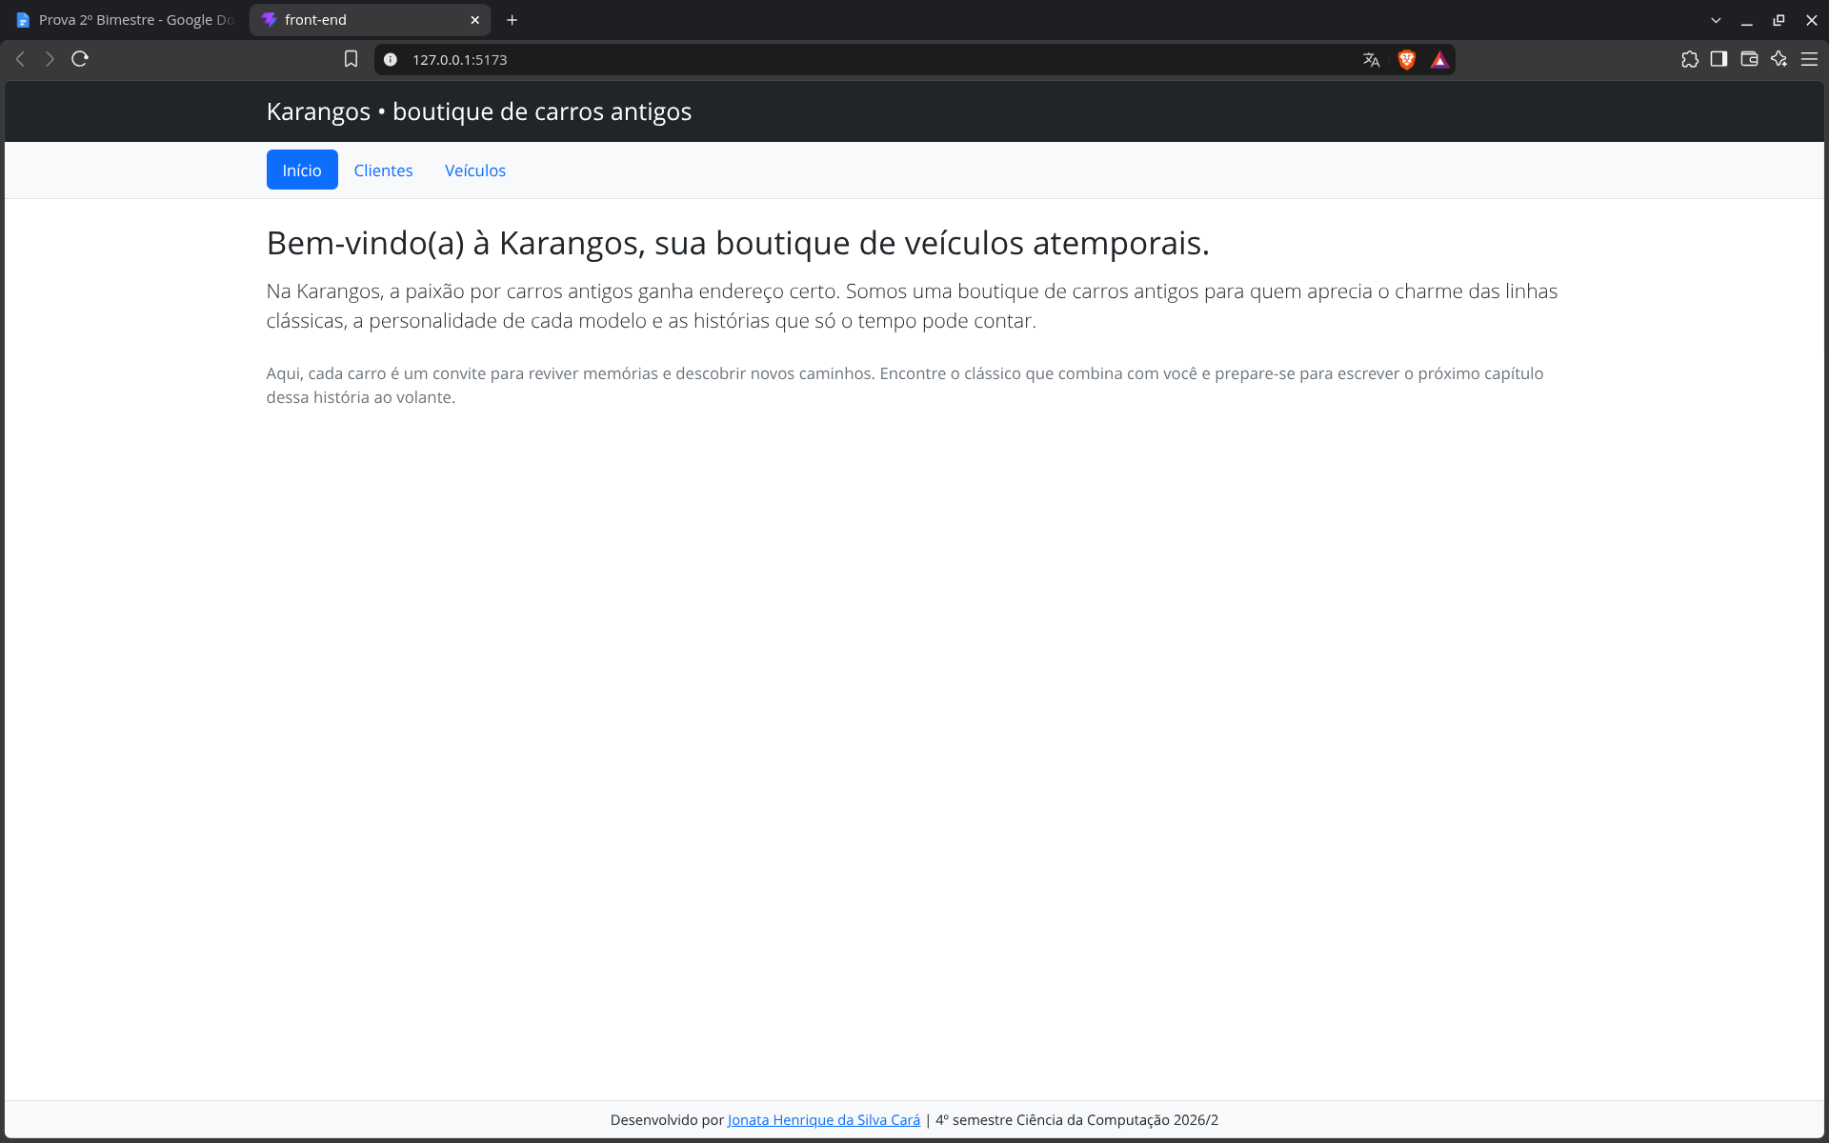 Prova 2º Bimestre - Google Do
front-end
127.0.0.1:5173
Karangos • boutique de carros antigos
Início Clientes Veículos
Bem-vindo(a) à Karangos, sua boutique de veículos atemporais.
Na Karangos, a paixão por carros antigos ganha endereço certo. Somos uma boutique de carros antigos para quem aprecia o charme das linhas
clássicas, a personalidade de cada modelo e as histórias que só o tempo pode contar.
Aqui, cada carro é um convite para reviver memórias e descobrir novos caminhos. Encontre o clássico que combina com você e prepare-se para escrever o próximo capítulo
dessa história ao volante.
Desenvolvido por Jonata Henrique da Silva Cará | 4º semestre Ciência da Computação 2026/2